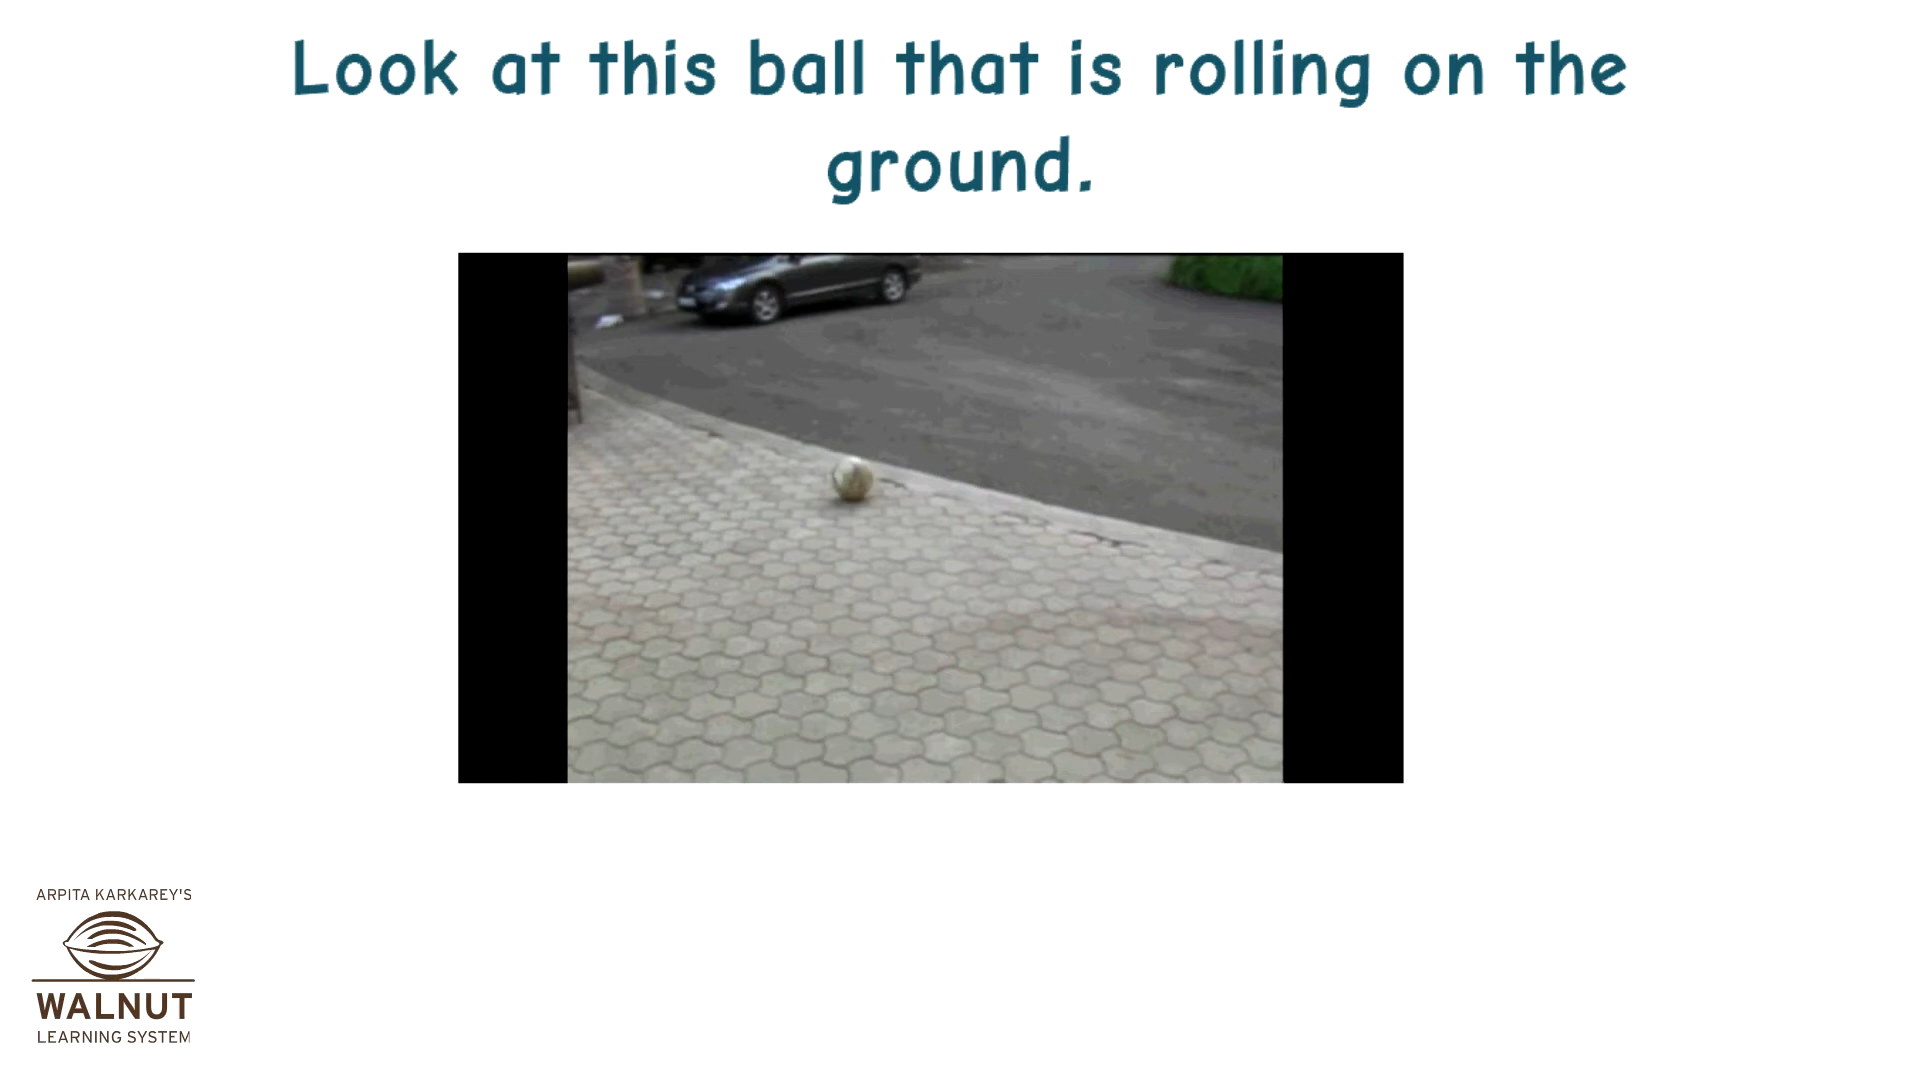 Look at this ball that is rolling on the
ground.
ARPITA KARKAREY'S
WALNUT
LEARNING SYSTEM